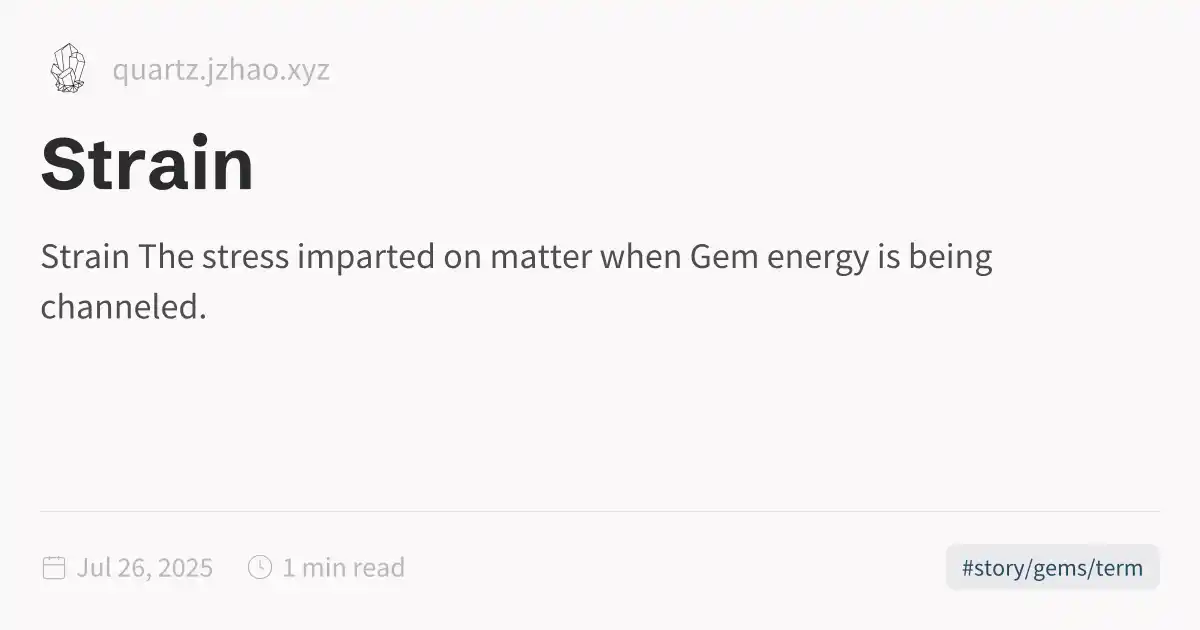 quartz.jzhao.xyz
Strain
Strain The stress imparted on matter when Gem energy is being
channeled.
Jul 26, 2025 1 min read #story/gems/term